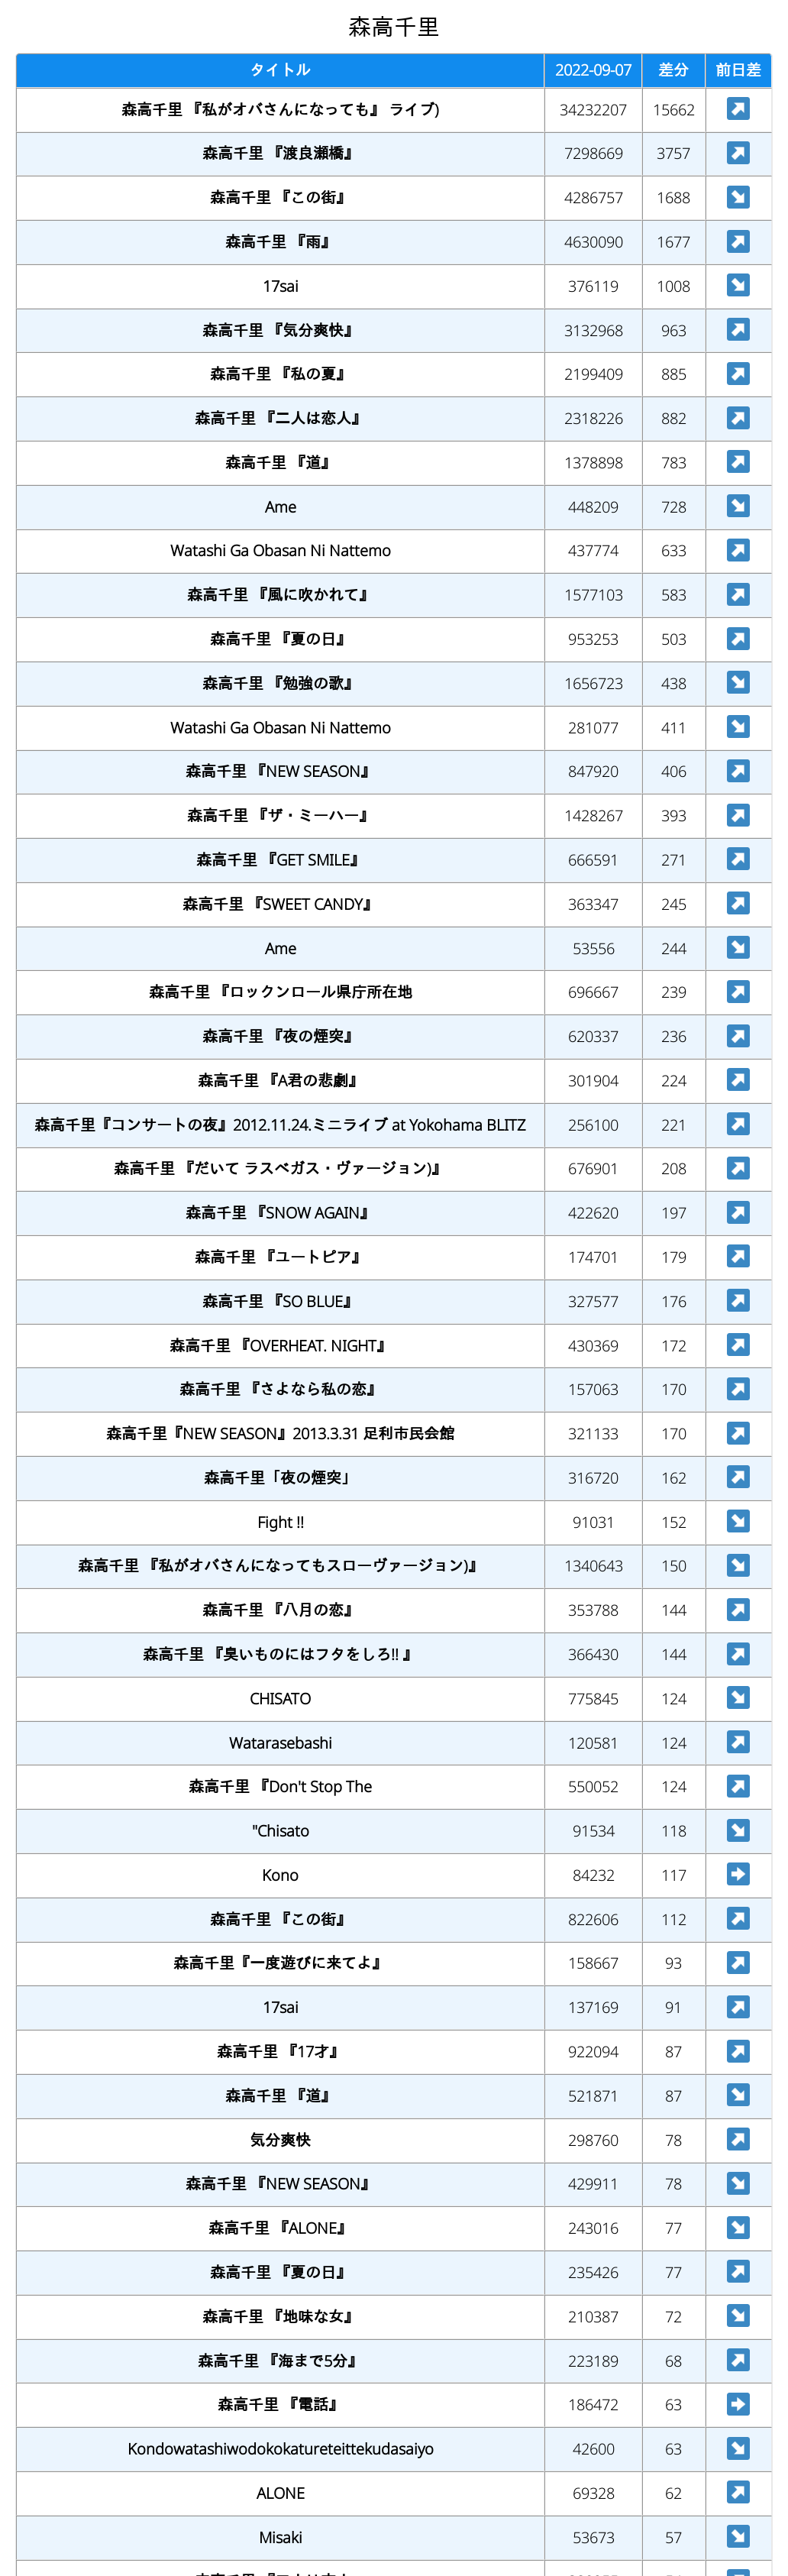 森高千里
タイトル 2022-09-07 差分 前日差
森高千里 『私がオバさんになっても』 ライブ) 34232207 15662
森高千里 『渡良瀬橋』 7298669 3757
森高千里 『この街』 4286757 1688
森高千里 『雨』 4630090 1677
17sai 376119 1008
森高千里 『気分爽快』 3132968 963
森高千里 『私の夏』 2199409 885
森高千里 『二人は恋人』 2318226 882
森高千里 『道』 1378898 783
Ame 448209 728
Watashi Ga Obasan Ni Nattemo 437774 633
森高千里 『風に吹かれて』 1577103 583
森高千里 『夏の日』 953253 503
森高千里 『勉強の歌』 1656723 438
Watashi Ga Obasan Ni Nattemo 281077 411
森高千里 『NEW SEASON』 847920 406
森高千里 『ザ・ミーハー』 1428267 393
森高千里 『GET SMILE』 666591 271
森高千里 『SWEET CANDY』 363347 245
Ame 53556 244
森高千里 『ロックンロール県庁所在地 696667 239
森高千里 『夜の煙突』 620337 236
森高千里 『A君の悲劇』 301904 224
森高千里『コンサートの夜』2012.11.24.ミニライブ at Yokohama BLITZ 256100 221
森高千里 『だいて ラスベガス・ヴァージョン)』 676901 208
森高千里 『SNOW AGAIN』 422620 197
森高千里 『ユートピア』 174701 179
森高千里 『SO BLUE』 327577 176
森高千里 『OVERHEAT. NIGHT』 430369 172
森高千里 『さよなら私の恋』 157063 170
森高千里『NEW SEASON』2013.3.31 足利市民会館 321133 170
森高千里「夜の煙突」 316720 162
Fight !! 91031 152
森高千里 『私がオバさんになってもスローヴァージョン)』 1340643 150
森高千里 『八月の恋』 353788 144
森高千里 『臭いものにはフタをしろ!! 』 366430 144
CHISATO 775845 124
Watarasebashi 120581 124
森高千里 『Don't Stop The 550052 124
"Chisato 91534 118
Kono 84232 117
森高千里 『この街』 822606 112
森高千里『一度遊びに来てよ』 158667 93
17sai 137169 91
森高千里 『17才』 922094 87
森高千里 『道』 521871 87
気分爽快 298760 78
森高千里 『NEW SEASON』 429911 78
森高千里 『ALONE』 243016 77
森高千里 『夏の日』 235426 77
森高千里 『地味な女』 210387 72
森高千里 『海まで5分』 223189 68
森高千里 『電話』 186472 63
Kondowatashiwodokokatureteittekudasaiyo 42600 63
ALONE 69328 62
Misaki 53673 57